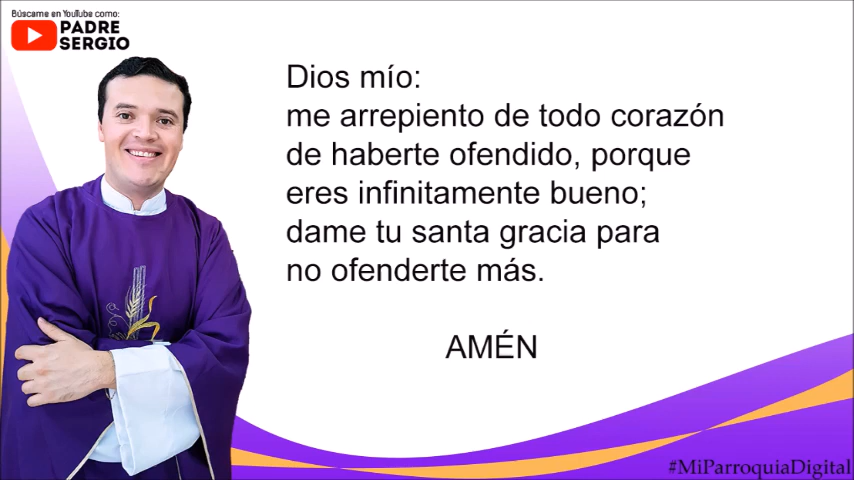 Búscame en YouTube como:
PADRE
SERGIO
Dios mío:
me arrepiento de todo corazón
de haberte ofendido, porque
eres infinitamente bueno;
dame tu santa gracia para
no ofenderte más.
AMÉN
#MiParroquiaDigital